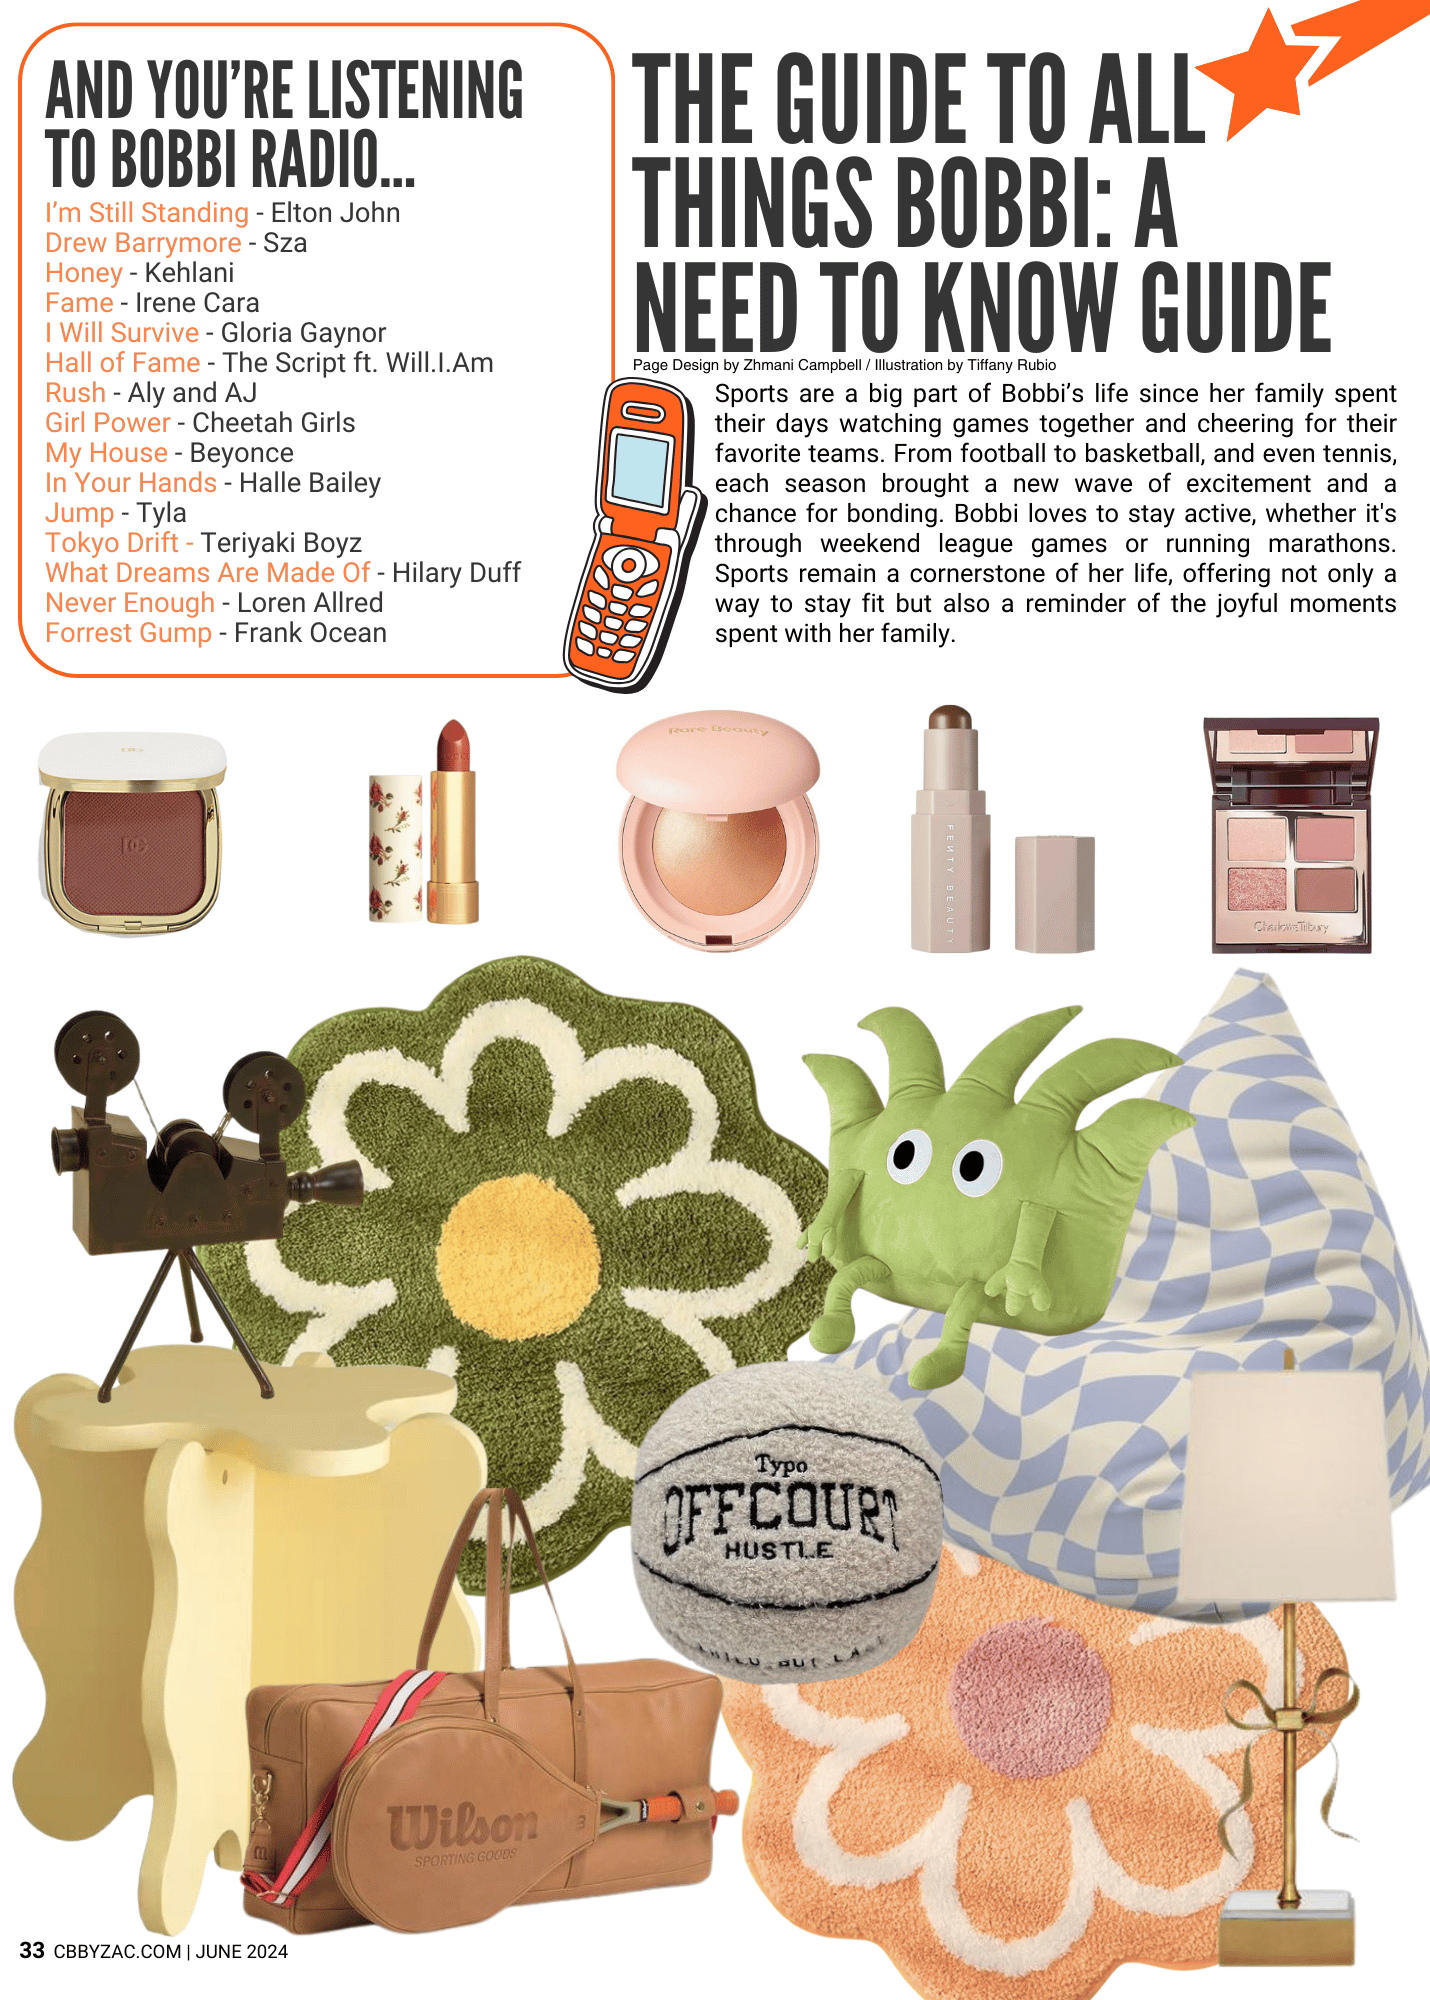 AND YOU'RE LISTENING
TO BOBBI RADIO...
I'm Still Standing - Elton John
Drew Barrymore - Sza
Honey - Kehlani
Fame - Irene Cara
I Will Survive - Gloria Gaynor
Hall of Fame - The Script ft. Will.I.Am
Rush - Aly and AJ
Girl Power - Cheetah Girls
My House - Beyonce
In Your Hands - Halle Bailey
Jump - Tyla
Tokyo Drift - Teriyaki Boyz
What Dreams Are Made Of - Hilary Duff
Never Enough - Loren Allred
Forrest Gump - Frank Ocean
THE GUIDE TO ALL
THINGS BOBBI: A
NEED TO KNOW GUIDE
Page Design by Zhmani Campbell / Illustration by Tiffany Rubio
Sports are a big part of Bobbi's life since her family spent
their days watching games together and cheering for their
favorite teams. From football to basketball, and even tennis,
each season brought a new wave of excitement and a
chance for bonding. Bobbi loves to stay active, whether it's
through weekend league games or running marathons.
Sports remain a cornerstone of her life, offering not only a
way to stay fit but also a reminder of the joyful moments
spent with her family.
DG
Rare Beauty
FENTY BEAUTY
Charlotte Tilbury
Typo
OFFCOURT
HUSTLE
Wilson
SPORTING GOODS
33 CBBYZAC.COM | JUNE 2024